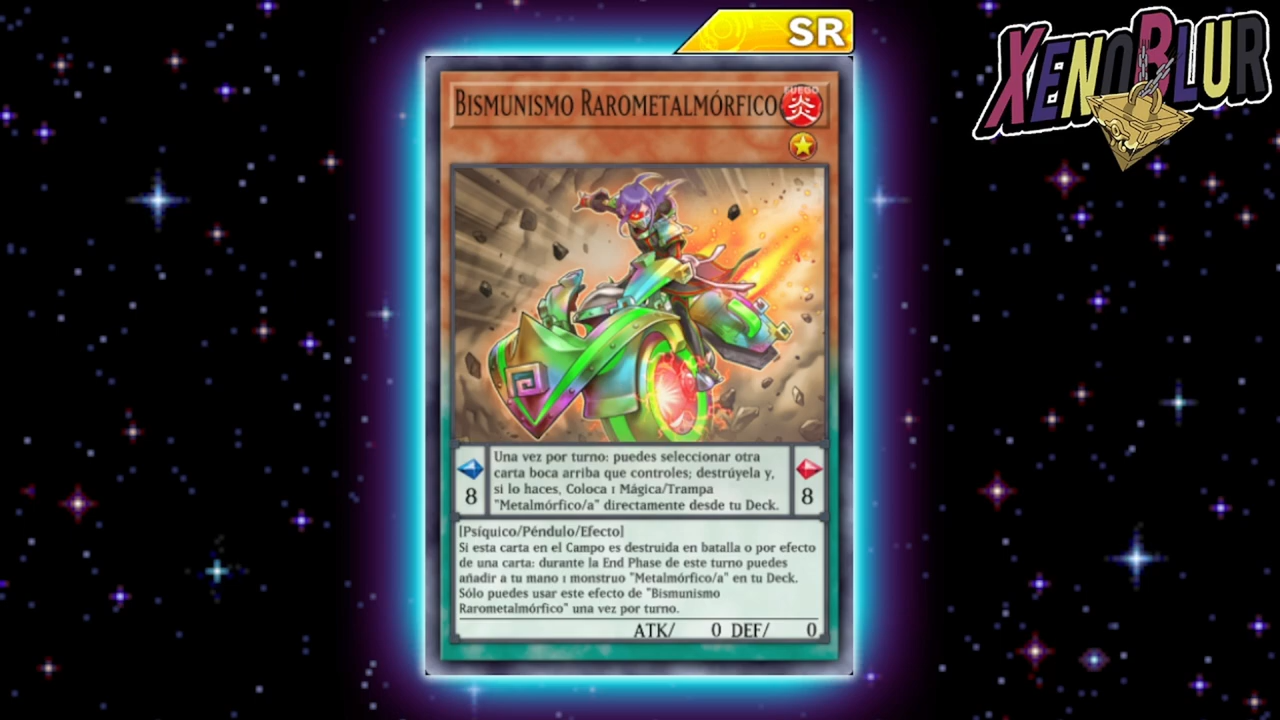 SR
XENOBLUR
BISMUNISMO RAROMETALMÓRFICO
FUEGO
炎
Una vez por turno: puedes seleccionar otra
carta boca arriba que controles; destrúyela y,
si lo haces, Coloca 1 Mágica/Trampa
"Metalmórfico/a" directamente desde tu Deck.
8
8
[Psíquico/Péndulo/Efecto]
Si esta carta en el Campo es destruida en batalla o por efecto
de una carta: durante la End Phase de este turno puedes
añadir a tu mano 1 monstruo "Metalmórfico/a" en tu Deck.
Sólo puedes usar este efecto de "Bismunismo
Rarometalmórfico" una vez por turno.
ATK/ 0 DEF/ 0